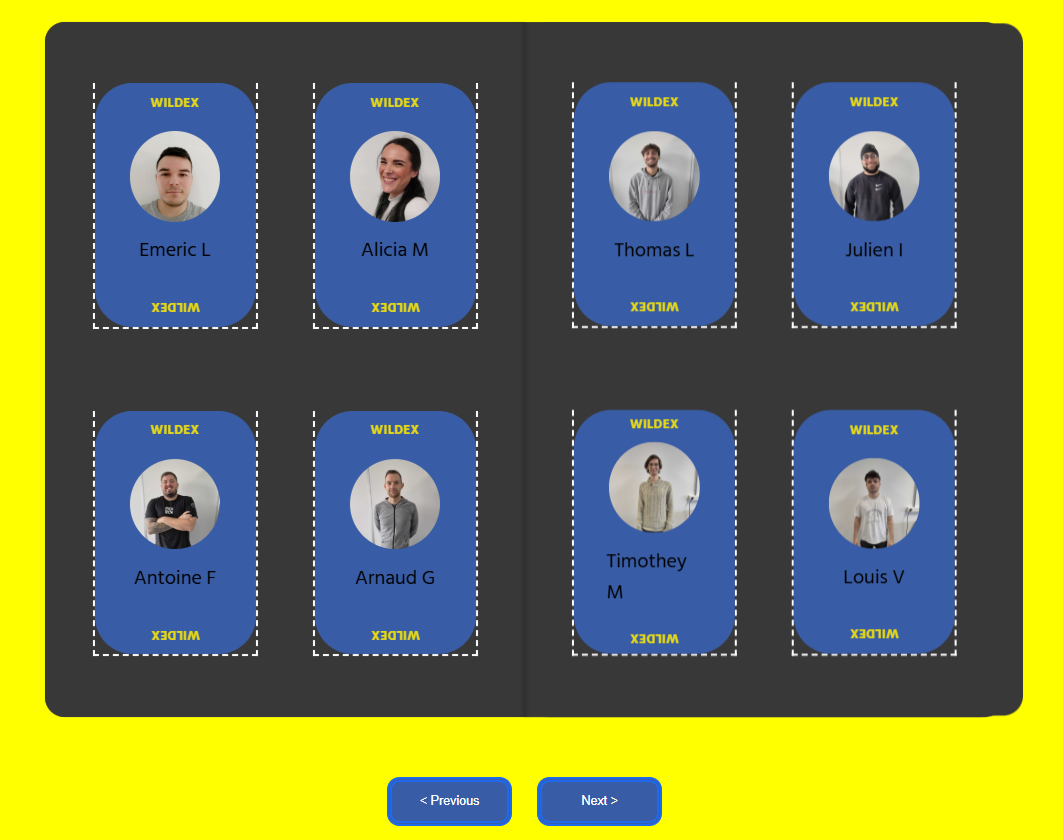 WILDEX
WILDEX
WILDEX
WILDEX
Emeric L
Alicia M
Thomas L
Julien I
WILDEX
WILDEX
WILDEX
WILDEX
WILDEX
WILDEX
WILDEX
WILDEX
Antoine F
Arnaud G
Timothey
M
Louis V
WILDEX
WILDEX
WILDEX
WILDEX
< Previous
Next >